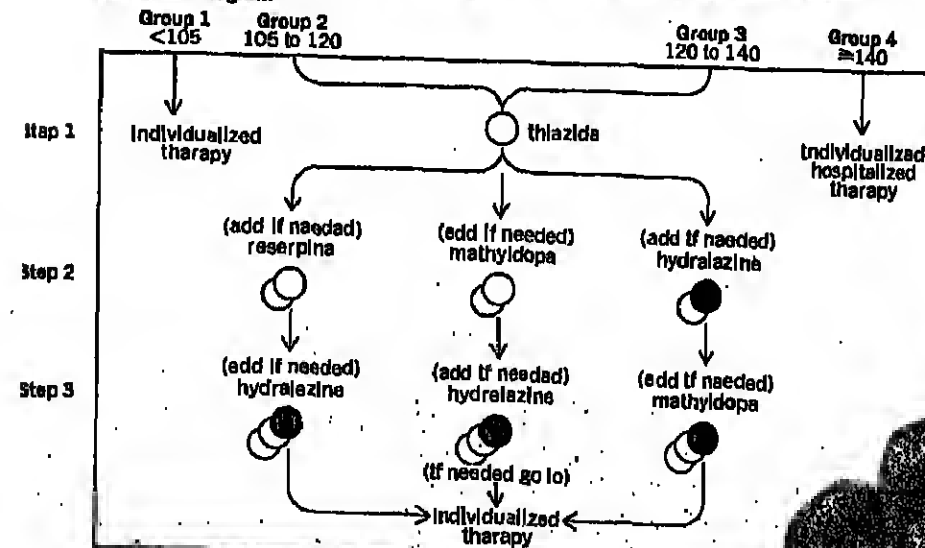 Group 1
<105
Group 2
105 to 120
Group 3
120 to 140
Group 4
≧140
Step 1
individualized
therapy
thiazide
individualized
hospitalized
therapy
Step 2
(add if needed)
reserpine
(add if needed)
methyldopa
(add if needed)
hydralazine
Step 3
(add if needed)
hydralazine
(add if needed)
hydralazine
(add if needed)
methyldopa
(if needed go to)
individualized
therapy